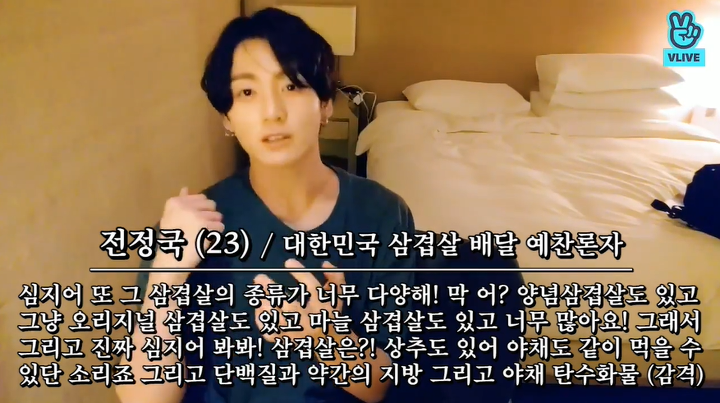 VLIVE
전정국 (23) / 대한민국 삼겹살 배달 예찬론자
심지어 또 그 삼겹살의 종류가 너무 다양해! 막 어? 양념삼겹살도 있고
그냥 오리지널 삼겹살도 있고 마늘 삼겹살도 있고 너무 많아요! 그래서
그리고 진짜 심지어 봐봐! 삼겹살은?! 상추도 있어 야채도 같이 먹을 수
있단 소리죠 그리고 단백질과 약간의 지방 그리고 야채 탄수화물 (감격)